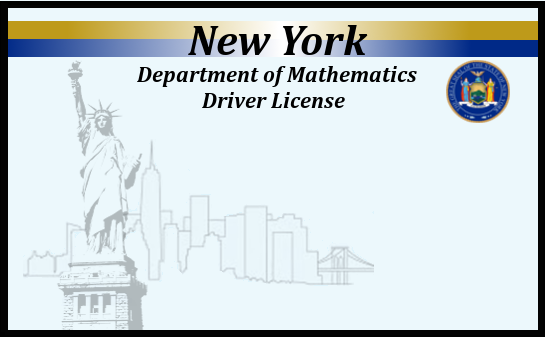 New York
Department of Mathematics
Driver License